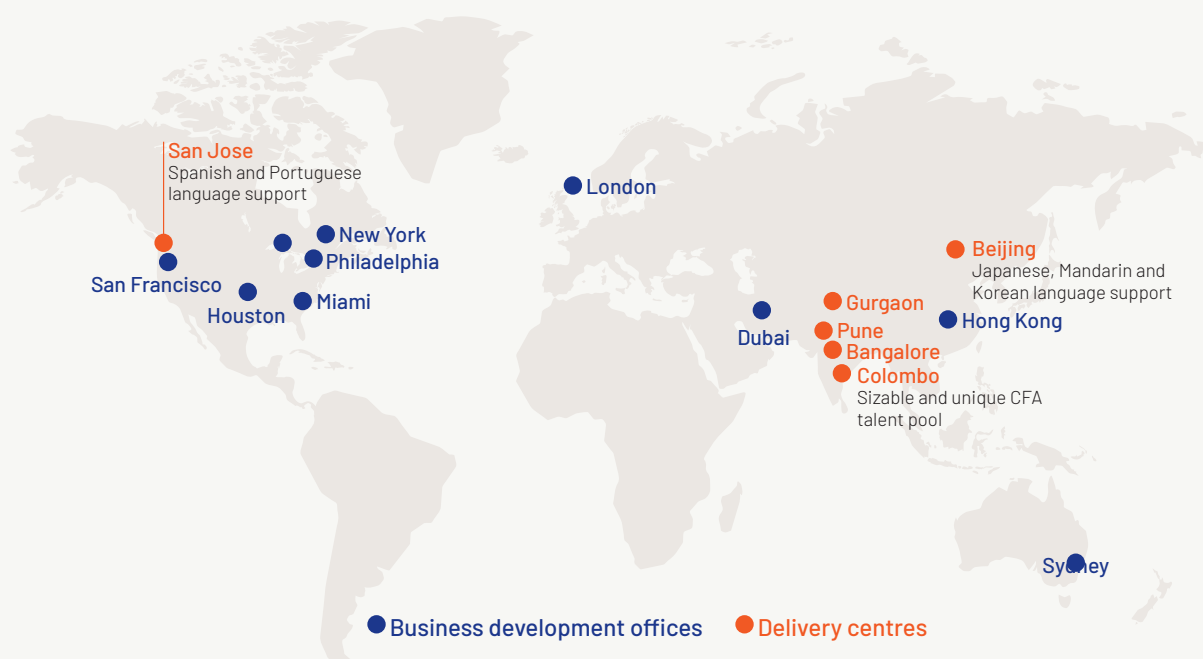 San Jose
Spanish and Portuguese
language support
San Francisco
Houston
New York
Philadelphia
Miami
London
Dubai
Gurgaon
Pune
Bangalore
Colombo
Sizable and unique CFA
talent pool
Beijing
Japanese, Mandarin and
Korean language support
Hong Kong
Sydney
Business development offices
Delivery centres